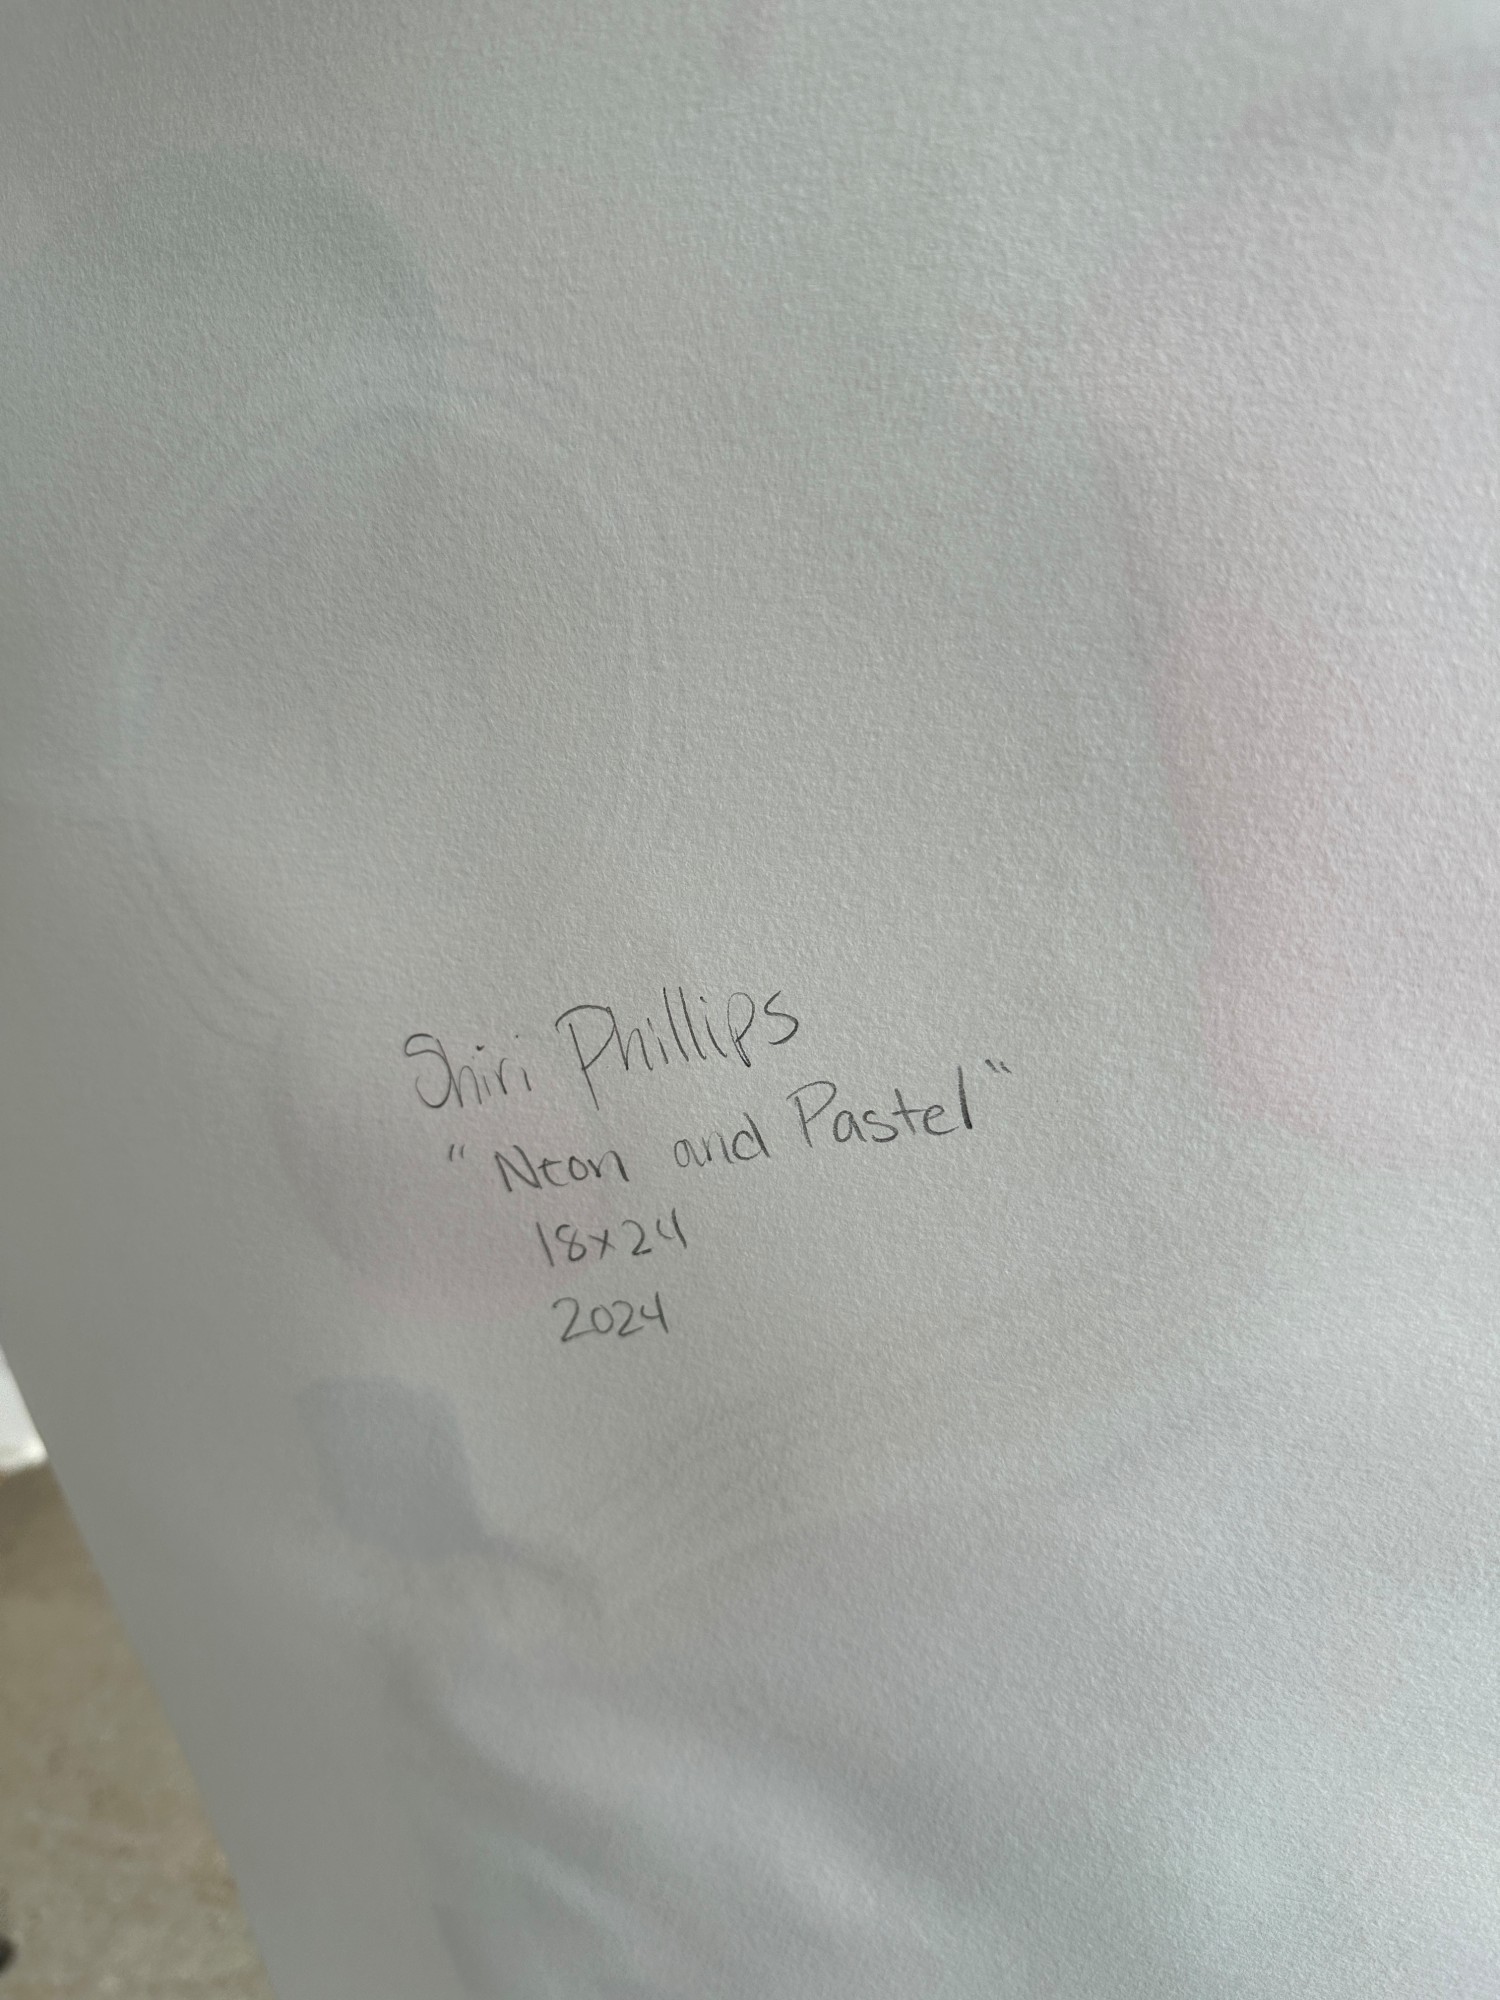 Shiri Phillips
"Neon and Pastel"
18x24
2024